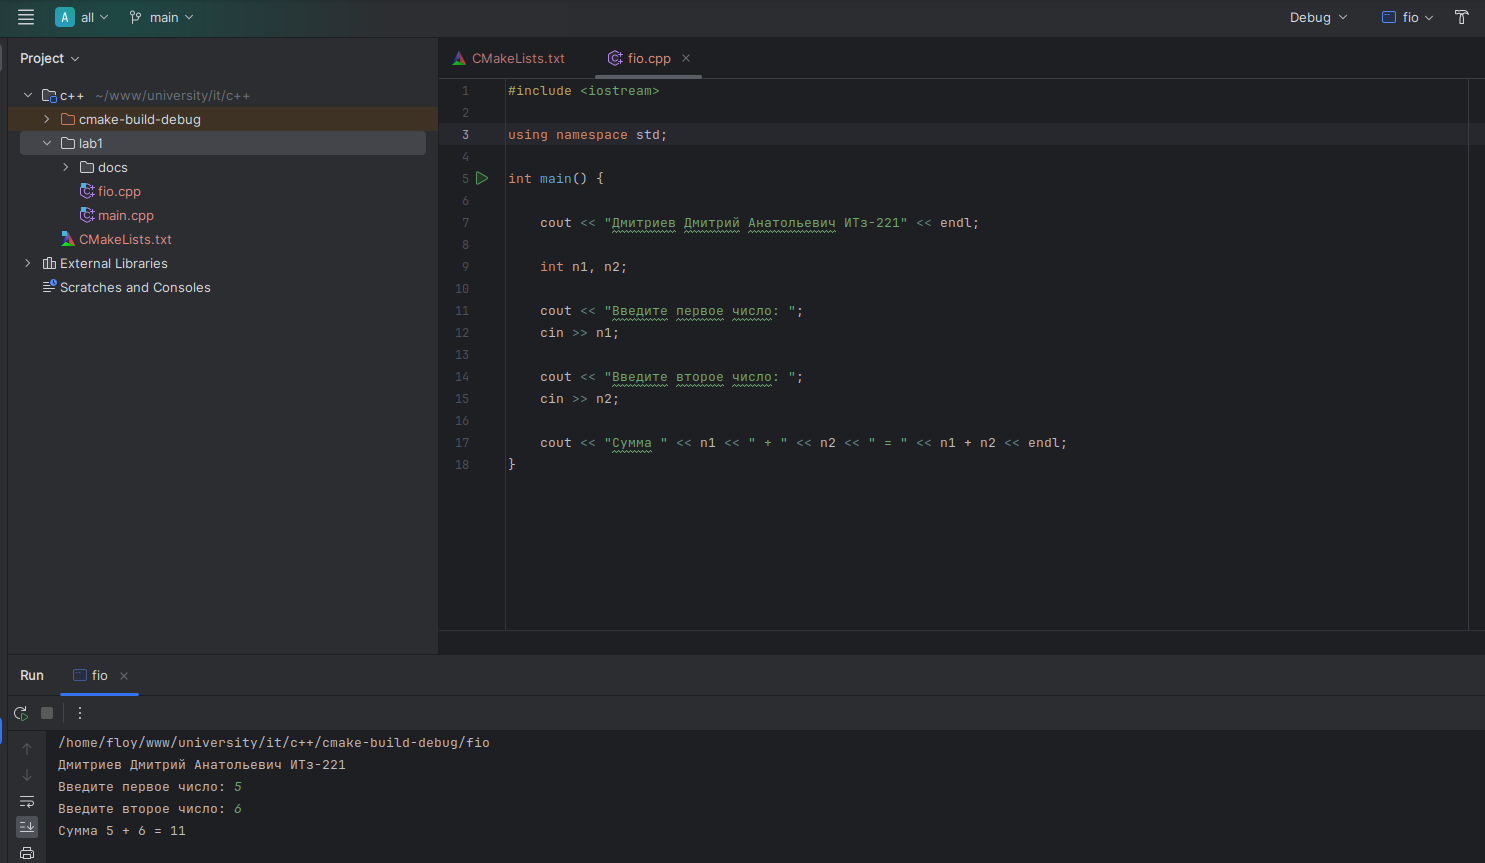 A all main Debug fio
Project
CMakeLists.txt fio.cpp
c++ ~/www/university/it/c++
cmake-build-debug
lab1
docs
fio.cpp
main.cpp
CMakeLists.txt
External Libraries
Scratches and Consoles
1 #include <iostream>
2
3 using namespace std;
4
5 int main() {
6
7 cout << "Дмитриев Дмитрий Анатольевич ИТз-221" << endl;
8
9 int n1, n2;
10
11 cout << "Введите первое число: ";
12 cin >> n1;
13
14 cout << "Введите второе число: ";
15 cin >> n2;
16
17 cout << "Сумма " << n1 << " + " << n2 << " = " << n1 + n2 << endl;
18 }
Run fio
/home/floy/www/university/it/c++/cmake-build-debug/fio
Дмитриев Дмитрий Анатольевич ИТз-221
Введите первое число: 5
Введите второе число: 6
Сумма 5 + 6 = 11